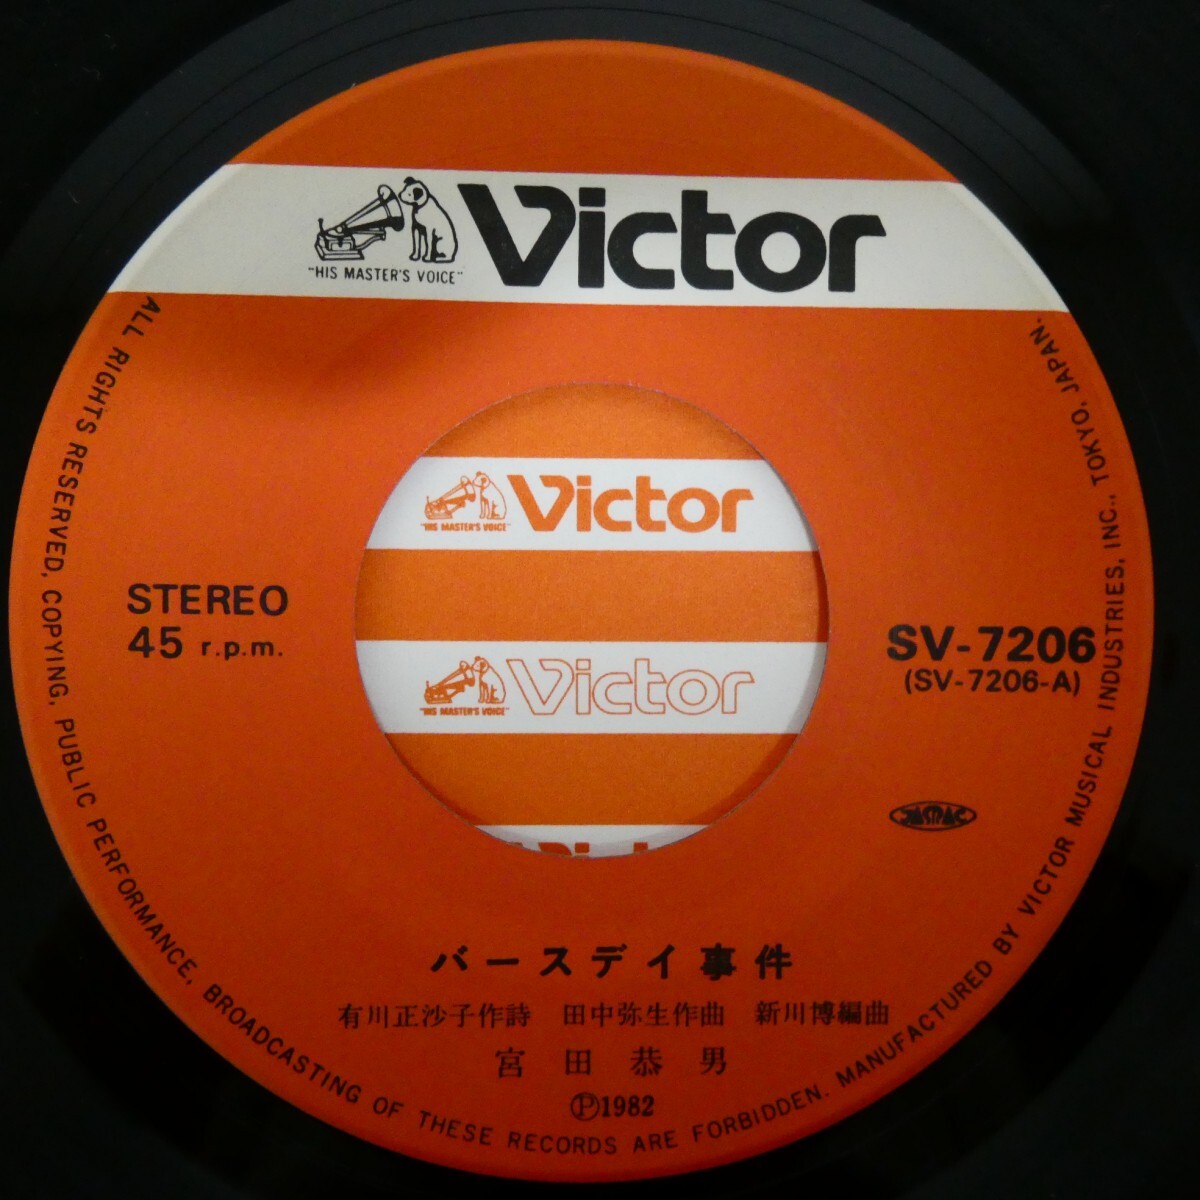 Victor
"HIS MASTER'S VOICE"
Victor
"HIS MASTER'S VOICE"
STEREO
45 r.p.m.
SV-7206
(SV-7206-A)
Victor
"HIS MASTER'S VOICE"
JASRAC
Victor
バースデイ事件
有川正沙子作詩 田中弥生作曲 新川博編曲
宮田恭男
Ⓟ1982
ALL RIGHTS RESERVED, COPYING, PUBLIC PERFORMANCE, BROADCASTING OF THESE RECORDS ARE FORBIDDEN. MANUFACTURED BY VICTOR MUSICAL INDUSTRIES, INC., TOKYO, JAPAN.